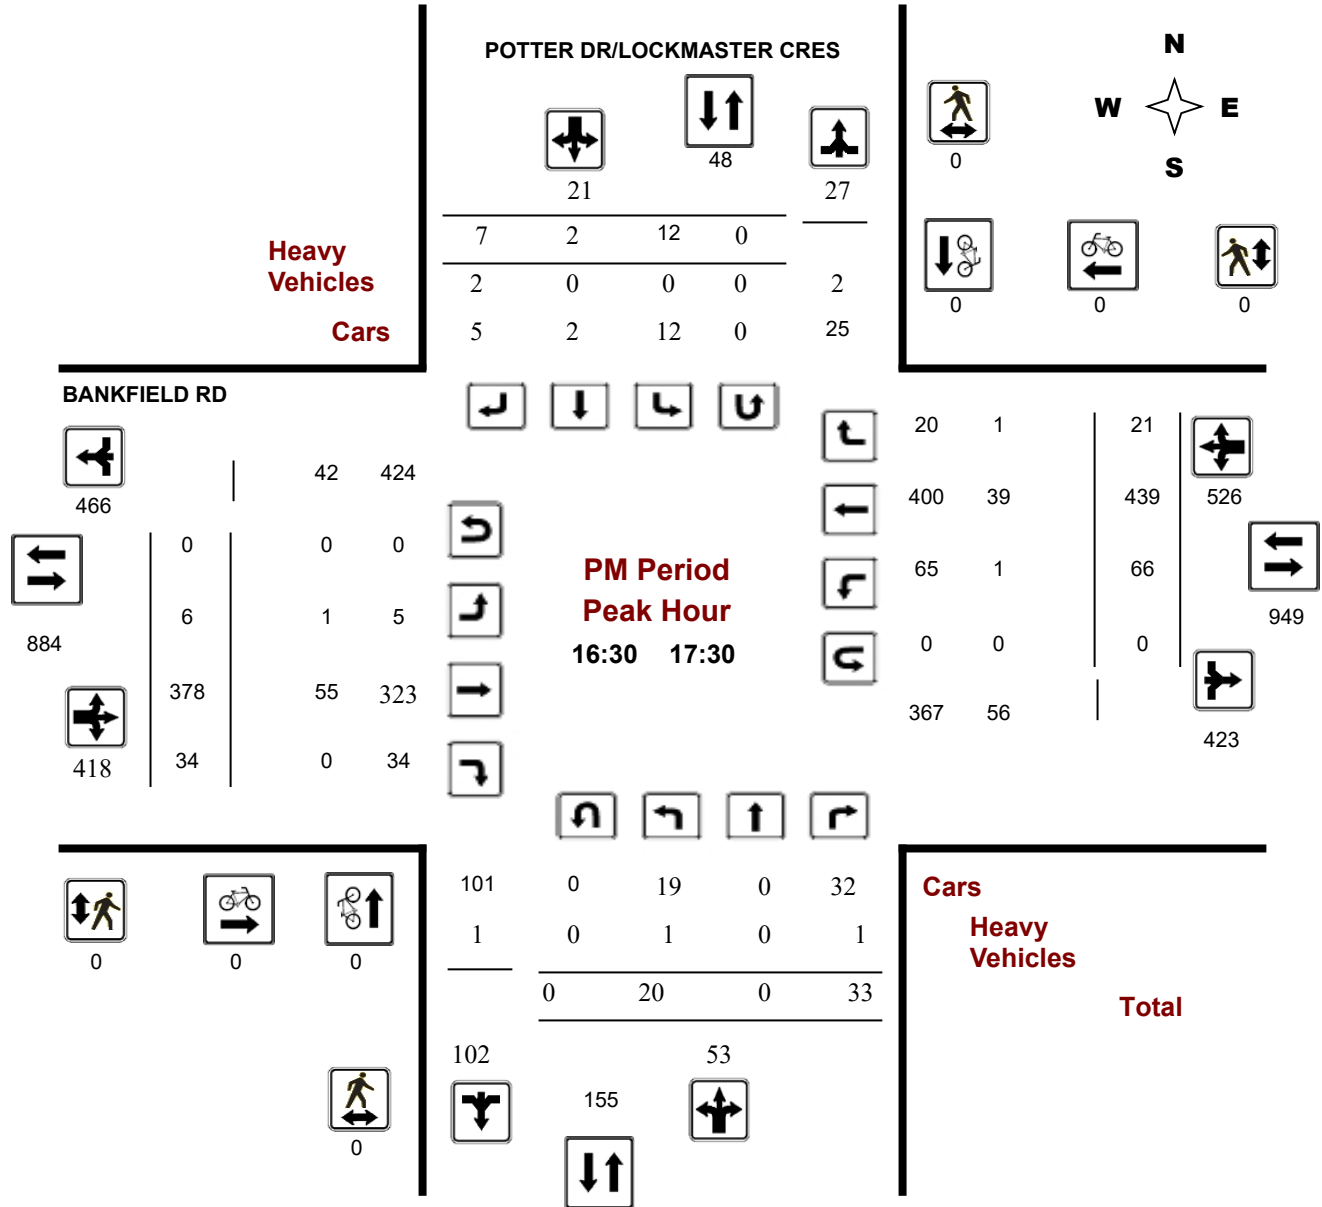 POTTER DR/LOCKMASTER CRES
N
W E
S
48
0
21 27
7 2 12 0
Heavy
Vehicles
2 0 0 0 2
0 0 0
Cars
5 2 12 0 25
BANKFIELD RD
20 1 21
42 424
466
400 39 439 526
0 0 0
PM Period
Peak Hour
65 1 66
6 1 5
949
884
16:30 17:30
0 0 0
378 55 323
367 56
423
418 34 0 34
101 0 19 0 32
Cars
1 0 1 0 1
Heavy
Vehicles
0 0 0
0 20 0 33
Total
102 53
155
0